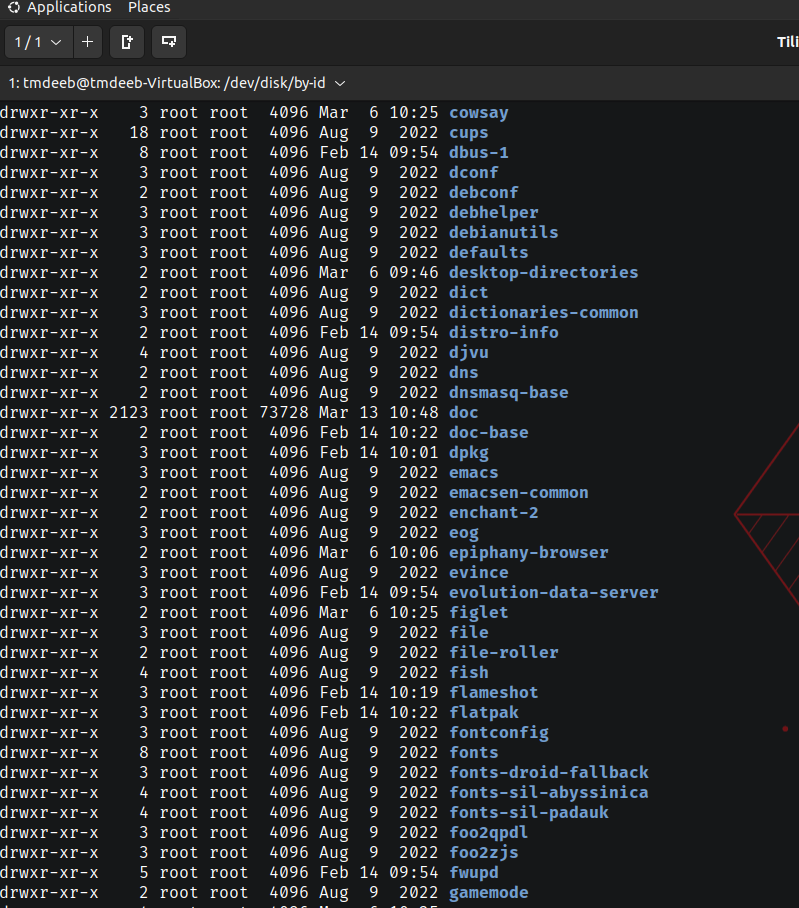 Applications Places
1 / 1
Tili
1: tmdeeb@tmdeeb-VirtualBox: /dev/disk/by-id
drwxr-xr-x 3 root root 4096 Mar 6 10:25 cowsay
drwxr-xr-x 18 root root 4096 Aug 9 2022 cups
drwxr-xr-x 8 root root 4096 Feb 14 09:54 dbus-1
drwxr-xr-x 3 root root 4096 Aug 9 2022 dconf
drwxr-xr-x 2 root root 4096 Aug 9 2022 debconf
drwxr-xr-x 3 root root 4096 Aug 9 2022 debhelper
drwxr-xr-x 3 root root 4096 Aug 9 2022 debianutils
drwxr-xr-x 3 root root 4096 Aug 9 2022 defaults
drwxr-xr-x 2 root root 4096 Mar 6 09:46 desktop-directories
drwxr-xr-x 2 root root 4096 Aug 9 2022 dict
drwxr-xr-x 3 root root 4096 Aug 9 2022 dictionaries-common
drwxr-xr-x 2 root root 4096 Feb 14 09:54 distro-info
drwxr-xr-x 4 root root 4096 Aug 9 2022 djvu
drwxr-xr-x 2 root root 4096 Aug 9 2022 dns
drwxr-xr-x 2 root root 4096 Aug 9 2022 dnsmasq-base
drwxr-xr-x 2123 root root 73728 Mar 13 10:48 doc
drwxr-xr-x 2 root root 4096 Feb 14 10:22 doc-base
drwxr-xr-x 3 root root 4096 Feb 14 10:01 dpkg
drwxr-xr-x 3 root root 4096 Aug 9 2022 emacs
drwxr-xr-x 2 root root 4096 Aug 9 2022 emacsen-common
drwxr-xr-x 2 root root 4096 Aug 9 2022 enchant-2
drwxr-xr-x 3 root root 4096 Aug 9 2022 eog
drwxr-xr-x 2 root root 4096 Mar 6 10:06 epiphany-browser
drwxr-xr-x 3 root root 4096 Aug 9 2022 evince
drwxr-xr-x 3 root root 4096 Feb 14 09:54 evolution-data-server
drwxr-xr-x 2 root root 4096 Mar 6 10:25 figlet
drwxr-xr-x 3 root root 4096 Aug 9 2022 file
drwxr-xr-x 2 root root 4096 Aug 9 2022 file-roller
drwxr-xr-x 4 root root 4096 Aug 9 2022 fish
drwxr-xr-x 3 root root 4096 Feb 14 10:19 flameshot
drwxr-xr-x 3 root root 4096 Feb 14 10:22 flatpak
drwxr-xr-x 3 root root 4096 Aug 9 2022 fontconfig
drwxr-xr-x 8 root root 4096 Aug 9 2022 fonts
drwxr-xr-x 3 root root 4096 Aug 9 2022 fonts-droid-fallback
drwxr-xr-x 4 root root 4096 Aug 9 2022 fonts-sil-abyssinica
drwxr-xr-x 4 root root 4096 Aug 9 2022 fonts-sil-padauk
drwxr-xr-x 3 root root 4096 Aug 9 2022 foo2qpdl
drwxr-xr-x 3 root root 4096 Aug 9 2022 foo2zjs
drwxr-xr-x 5 root root 4096 Feb 14 09:54 fwupd
drwxr-xr-x 2 root root 4096 Aug 9 2022 gamemode